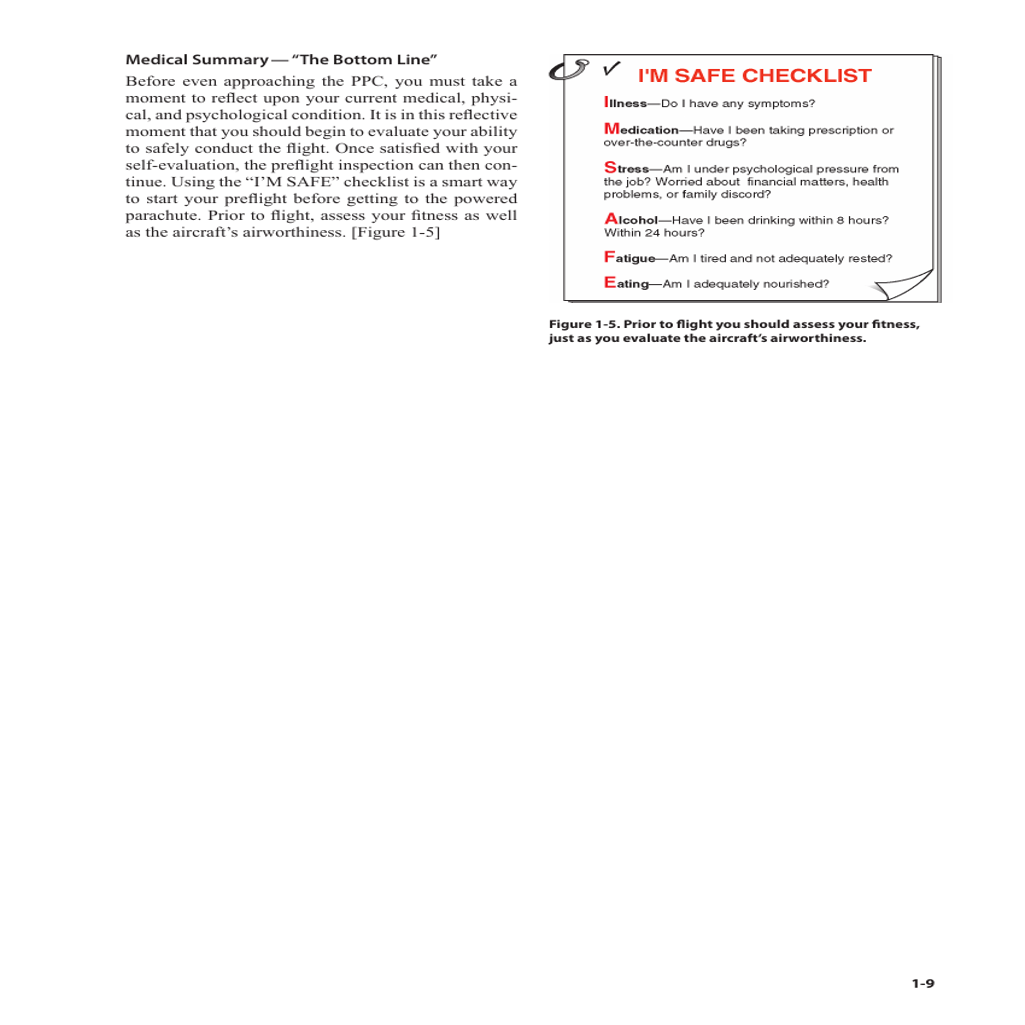 Medical Summary — “The Bottom Line”
Before even approaching the PPC, you must take a
moment to reflect upon your current medical, physi-
cal, and psychological condition. It is in this reflective
moment that you should begin to evaluate your ability
to safely conduct the flight. Once satisfied with your
self-evaluation, the preflight inspection can then con-
tinue. Using the “I’M SAFE” checklist is a smart way
to start your preflight before getting to the powered
parachute. Prior to flight, assess your fitness as well
as the aircraft’s airworthiness. [Figure 1-5]
I'M SAFE CHECKLIST
Illness—Do I have any symptoms?
Medication—Have I been taking prescription or
over-the-counter drugs?
Stress—Am I under psychological pressure from
the job? Worried about financial matters, health
problems, or family discord?
Alcohol—Have I been drinking within 8 hours?
Within 24 hours?
Fatigue—Am I tired and not adequately rested?
Eating—Am I adequately nourished?
Figure 1-5. Prior to flight you should assess your fitness,
just as you evaluate the aircraft’s airworthiness.
1-9